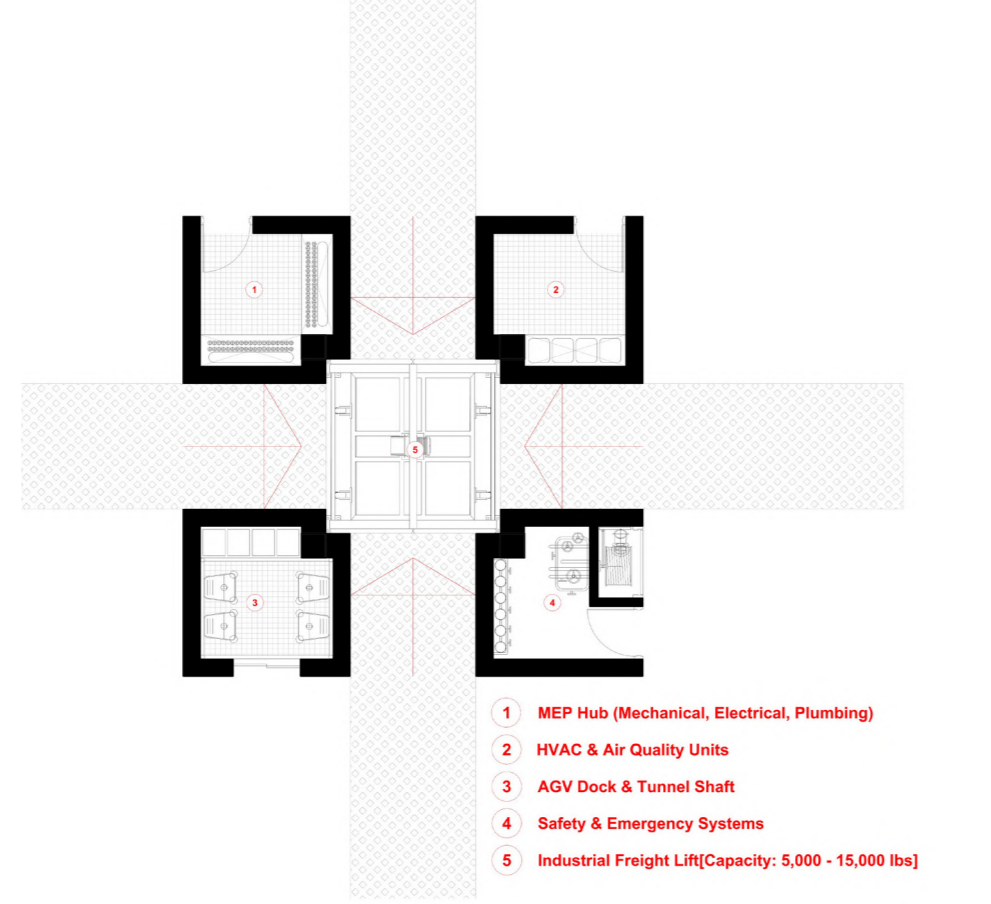 1
2
5
3
4
1 MEP Hub (Mechanical, Electrical, Plumbing)
2 HVAC & Air Quality Units
3 AGV Dock & Tunnel Shaft
4 Safety & Emergency Systems
5 Industrial Freight Lift[Capacity: 5,000 - 15,000 lbs]